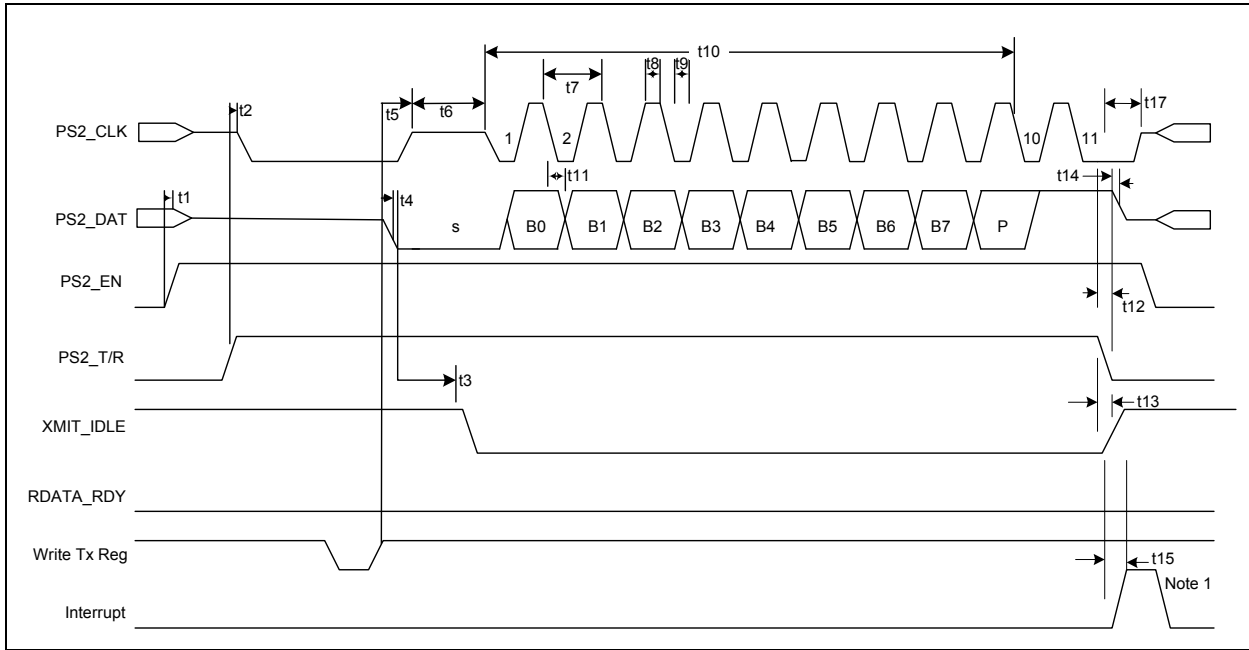 t10
t8
t9
t7
t2
t5
t6
t17
PS2_CLK
1
2
10
11
t14
t11
t1
t4
PS2_DAT
s
B0
B1
B2
B3
B4
B5
B6
B7
P
PS2_EN
t12
PS2_T/R
t3
t13
XMIT_IDLE
RDATA_RDY
Write Tx Reg
t15
Note 1
Interrupt